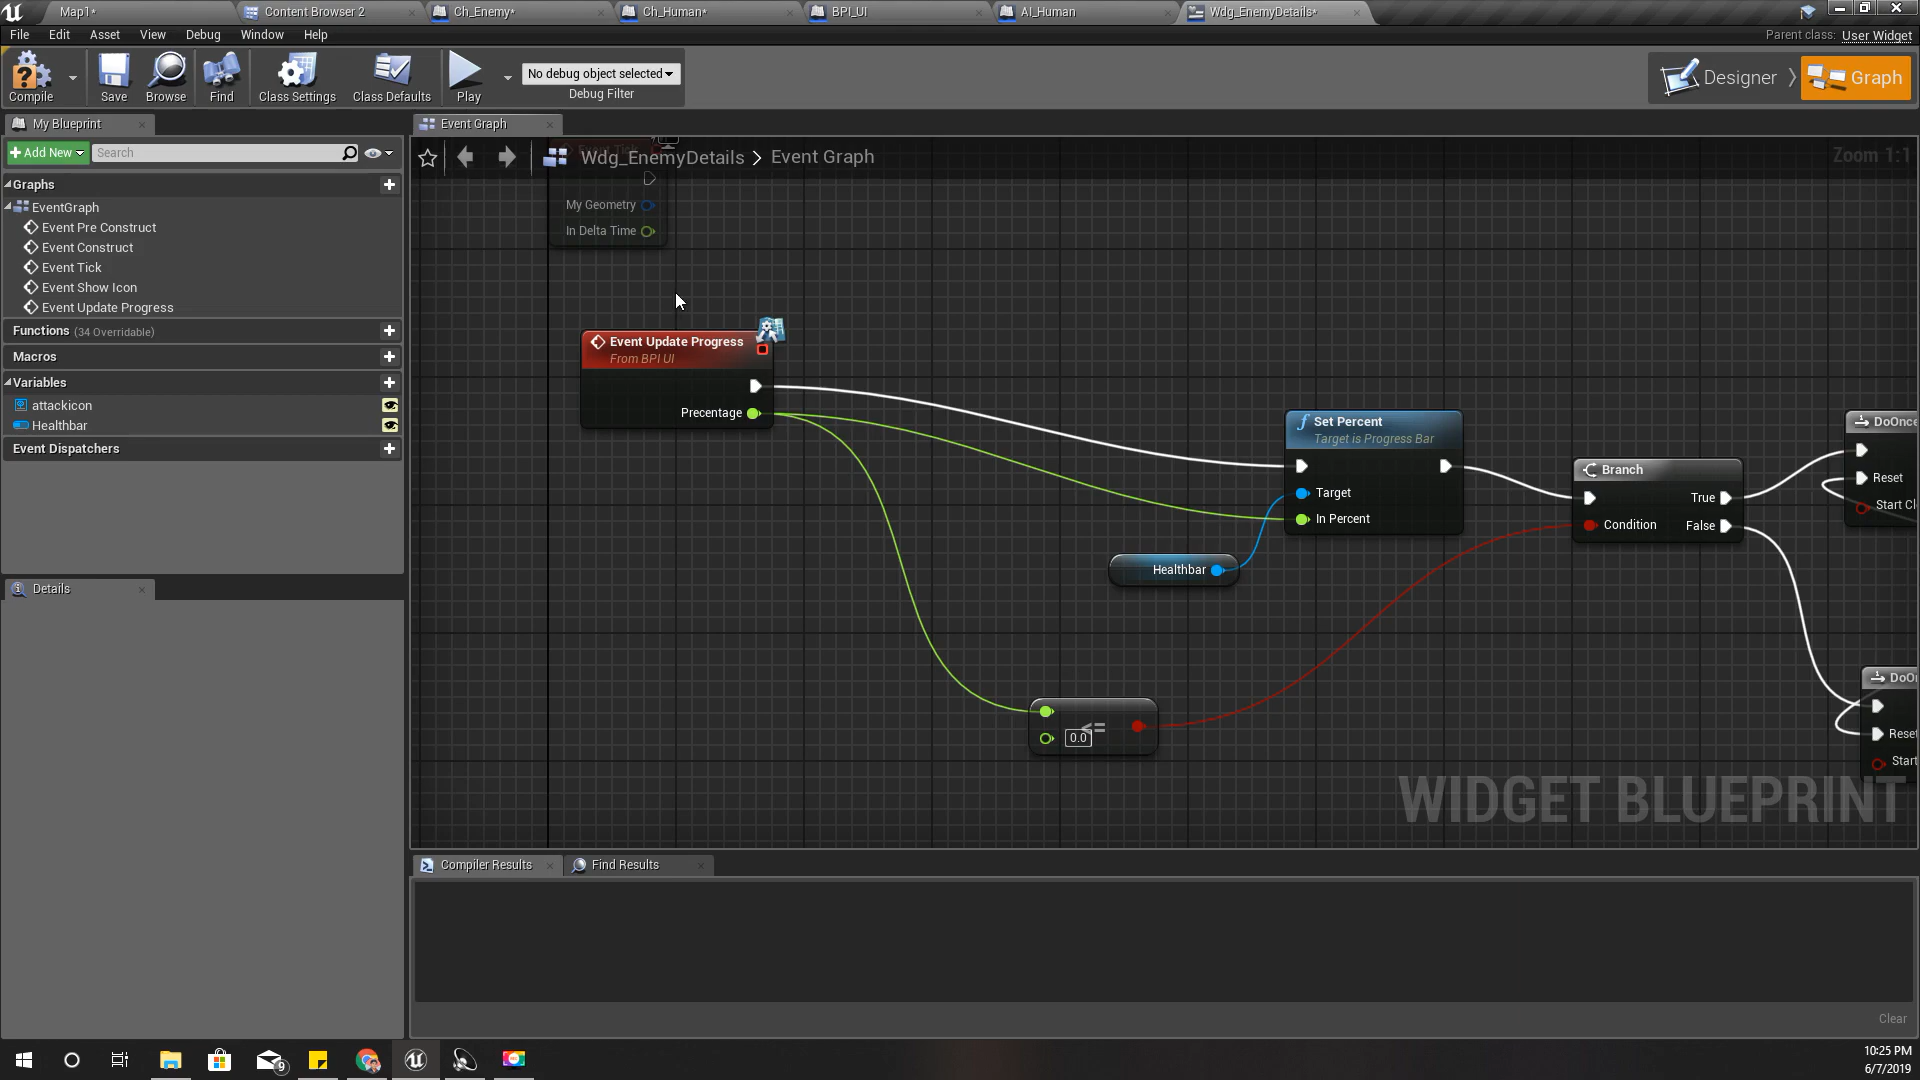 Map1*
Content Browser 2
Ch_Enemy*
Ch_Human*
BPI_UI
AI_Human
Wdg_EnemyDetails*
File Edit Asset View Debug Window Help
Parent class: User Widget
Compile
Save
Browse
Find
Class Settings
Class Defaults
Play
No debug object selected
Debug Filter
Designer
Graph
My Blueprint
Event Graph
Add New
Search
Wdg_EnemyDetails > Event Graph
Zoom 1:1
Graphs
EventGraph
Event Pre Construct
Event Construct
Event Tick
Event Show Icon
Event Update Progress
Functions (34 Overridable)
Macros
Variables
attackicon
Healthbar
Event Dispatchers
Details
Event Tick
My Geometry
In Delta Time
Event Update Progress
From BPI UI
Precentage
Set Percent
Target is Progress Bar
Target
In Percent
Healthbar
<=
0.0
Branch
True
Condition
False
DoOnce
Reset
Start Cl
DoO
Reset
Start
WIDGET BLUEPRINT
Compiler Results
Find Results
Clear
9
10:25 PM
6/7/2019